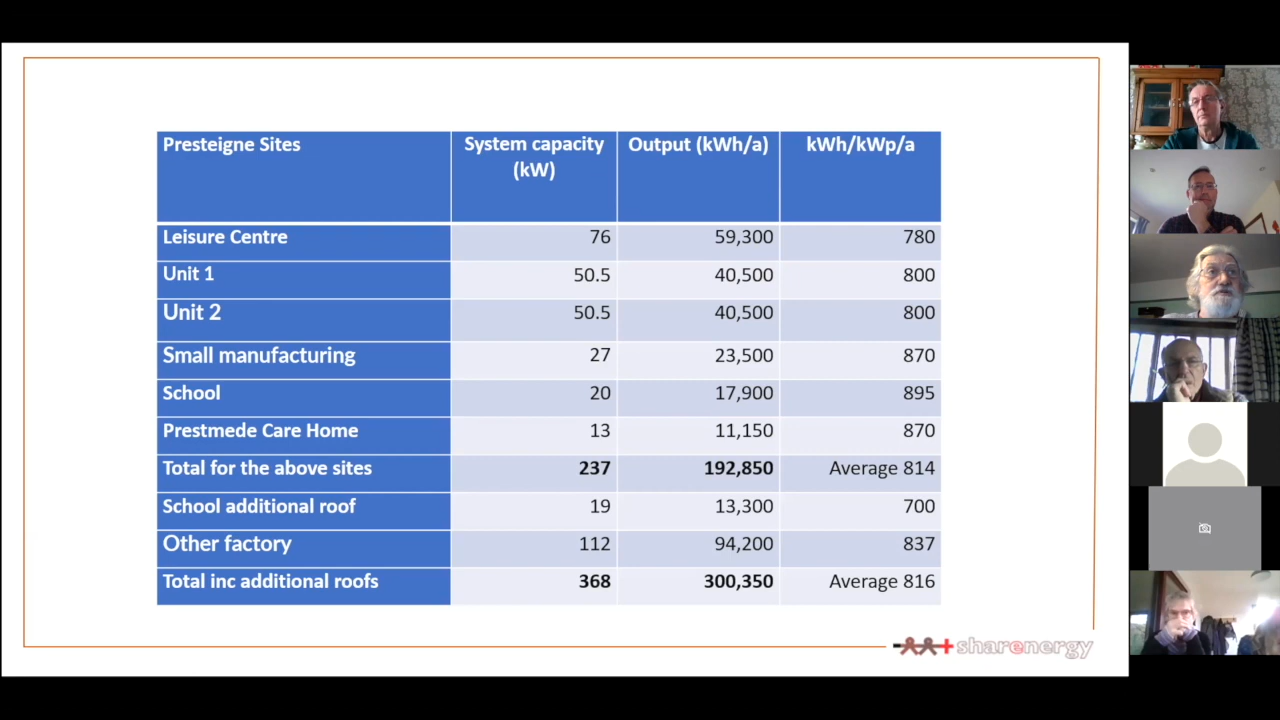 Presteigne Sites System capacity (kW) Output (kWh/a) kWh/kWp/a
Leisure Centre 76 59,300 780
Unit 1 50.5 40,500 800
Unit 2 50.5 40,500 800
Small manufacturing 27 23,500 870
School 20 17,900 895
Prestmede Care Home 13 11,150 870
Total for the above sites 237 192,850 Average 814
School additional roof 19 13,300 700
Other factory 112 94,200 837
Total inc additional roofs 368 300,350 Average 816
sharenergy